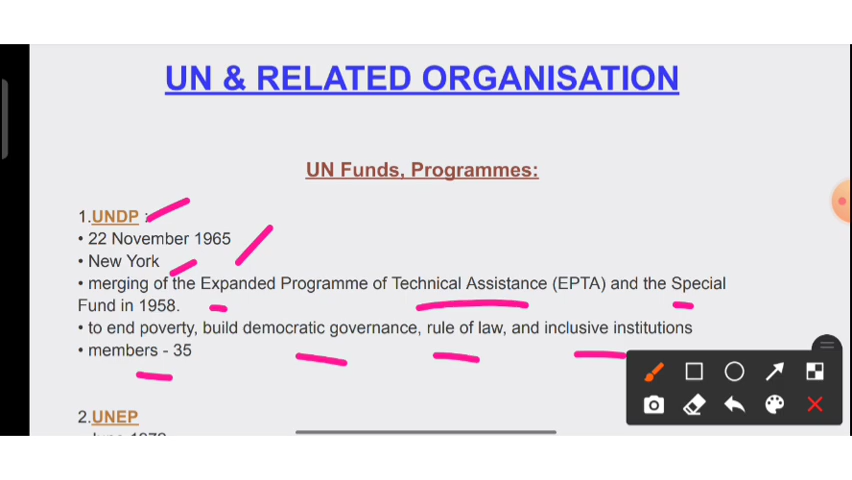 UN & RELATED ORGANISATION
UN Funds, Programmes:
1.UNDP :
• 22 November 1965
• New York
• merging of the Expanded Programme of Technical Assistance (EPTA) and the Special
Fund in 1958.
• to end poverty, build democratic governance, rule of law, and inclusive institutions
• members - 35
2.UNEP